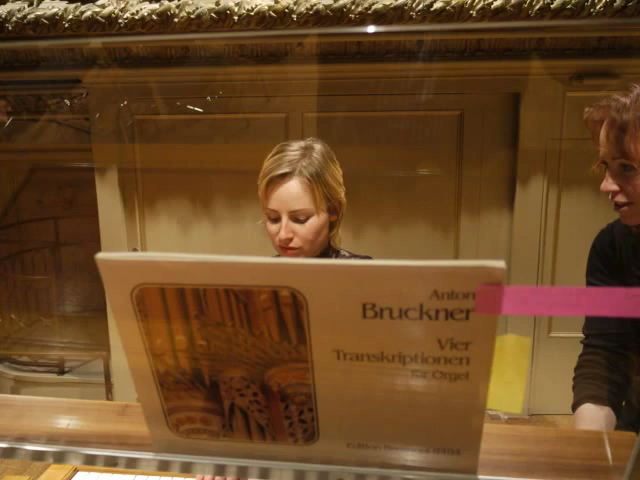 Anton
Bruckner
Vier
Transkriptionen
für Orgel